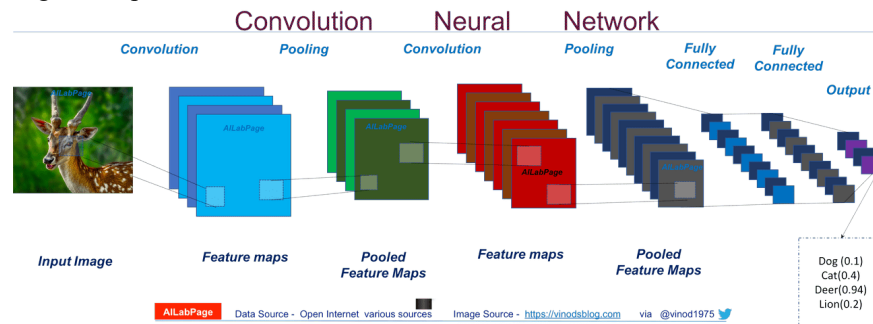 Convolution Neural Network
Convolution Pooling Convolution Pooling Fully Connected Fully Connected Output
AILabPage
AILabPage
AILabPage
AILabPage
Input Image Feature maps Pooled Feature Maps Feature maps Pooled Feature Maps
Dog (0.1)
Cat(0.4)
Deer(0.94)
Lion(0.2)
AILabPage Data Source - Open Internet various sources Image Source - https://vinodsblog.com via @vinod1975